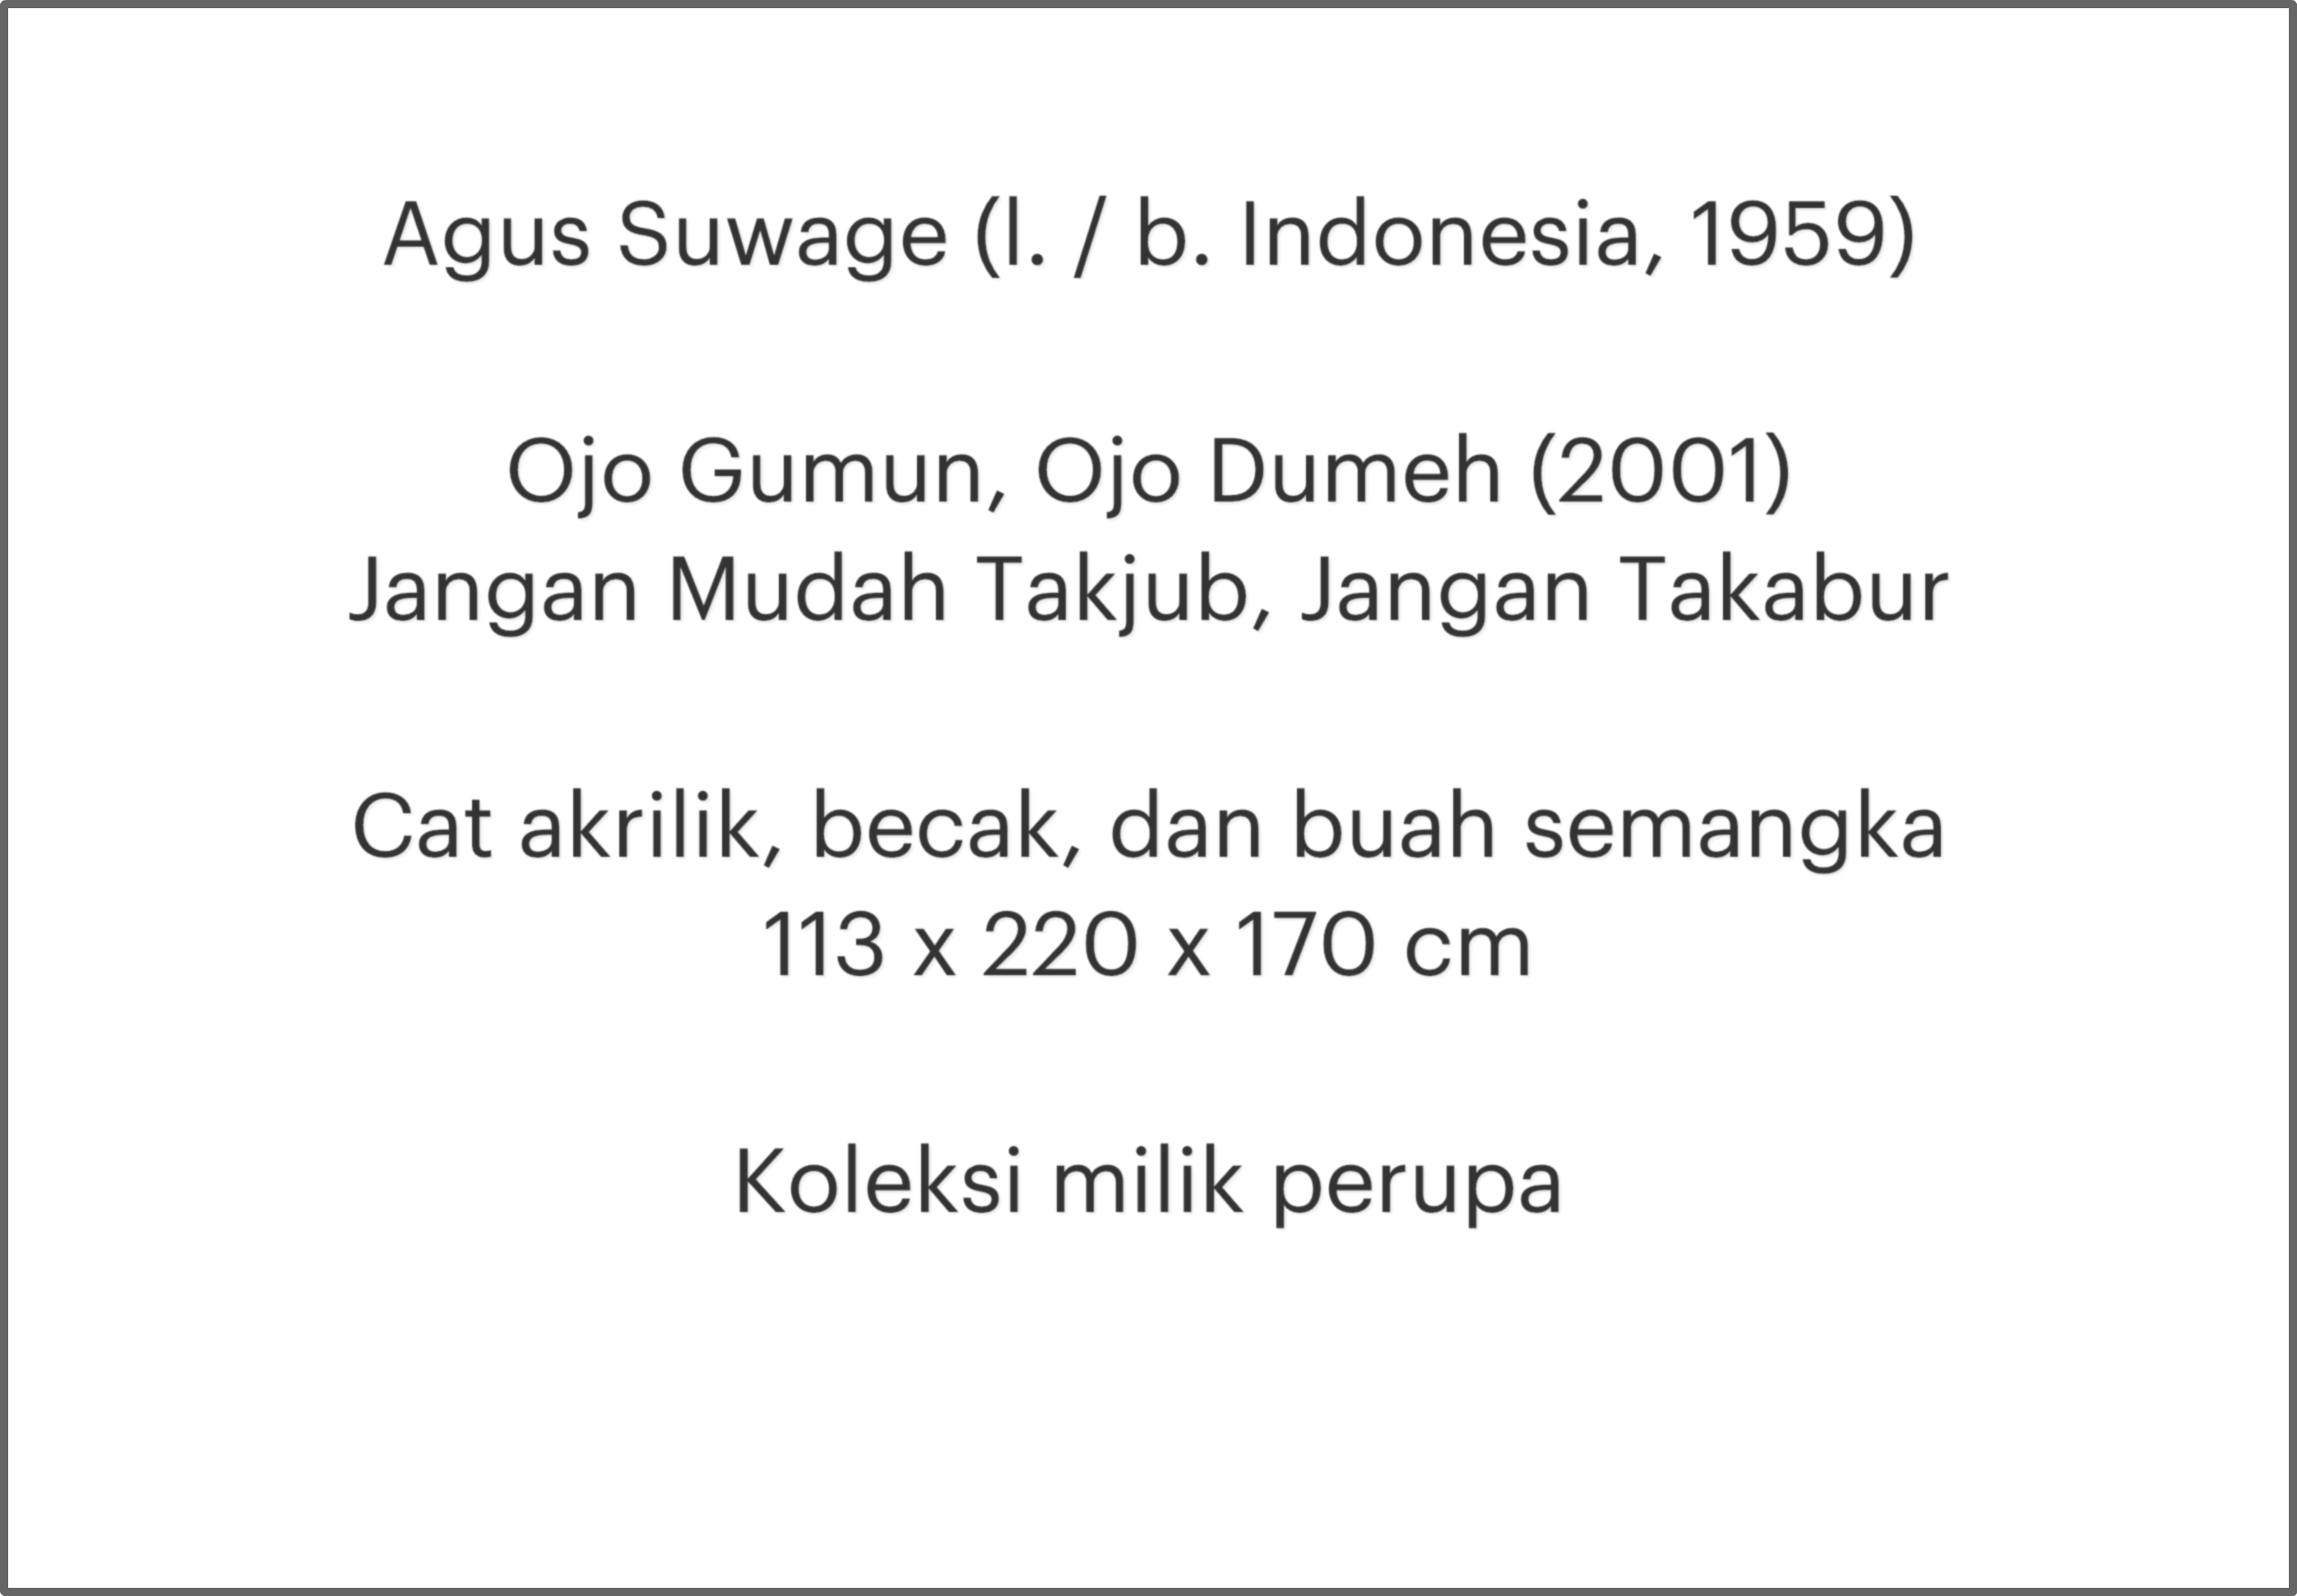 Agus Suwage (l. / b. Indonesia, 1959)
Ojo Gumun, Ojo Dumeh (2001)
Jangan Mudah Takjub, Jangan Takabur
Cat akrilik, becak, dan buah semangka
113 x 220 x 170 cm
Koleksi milik perupa